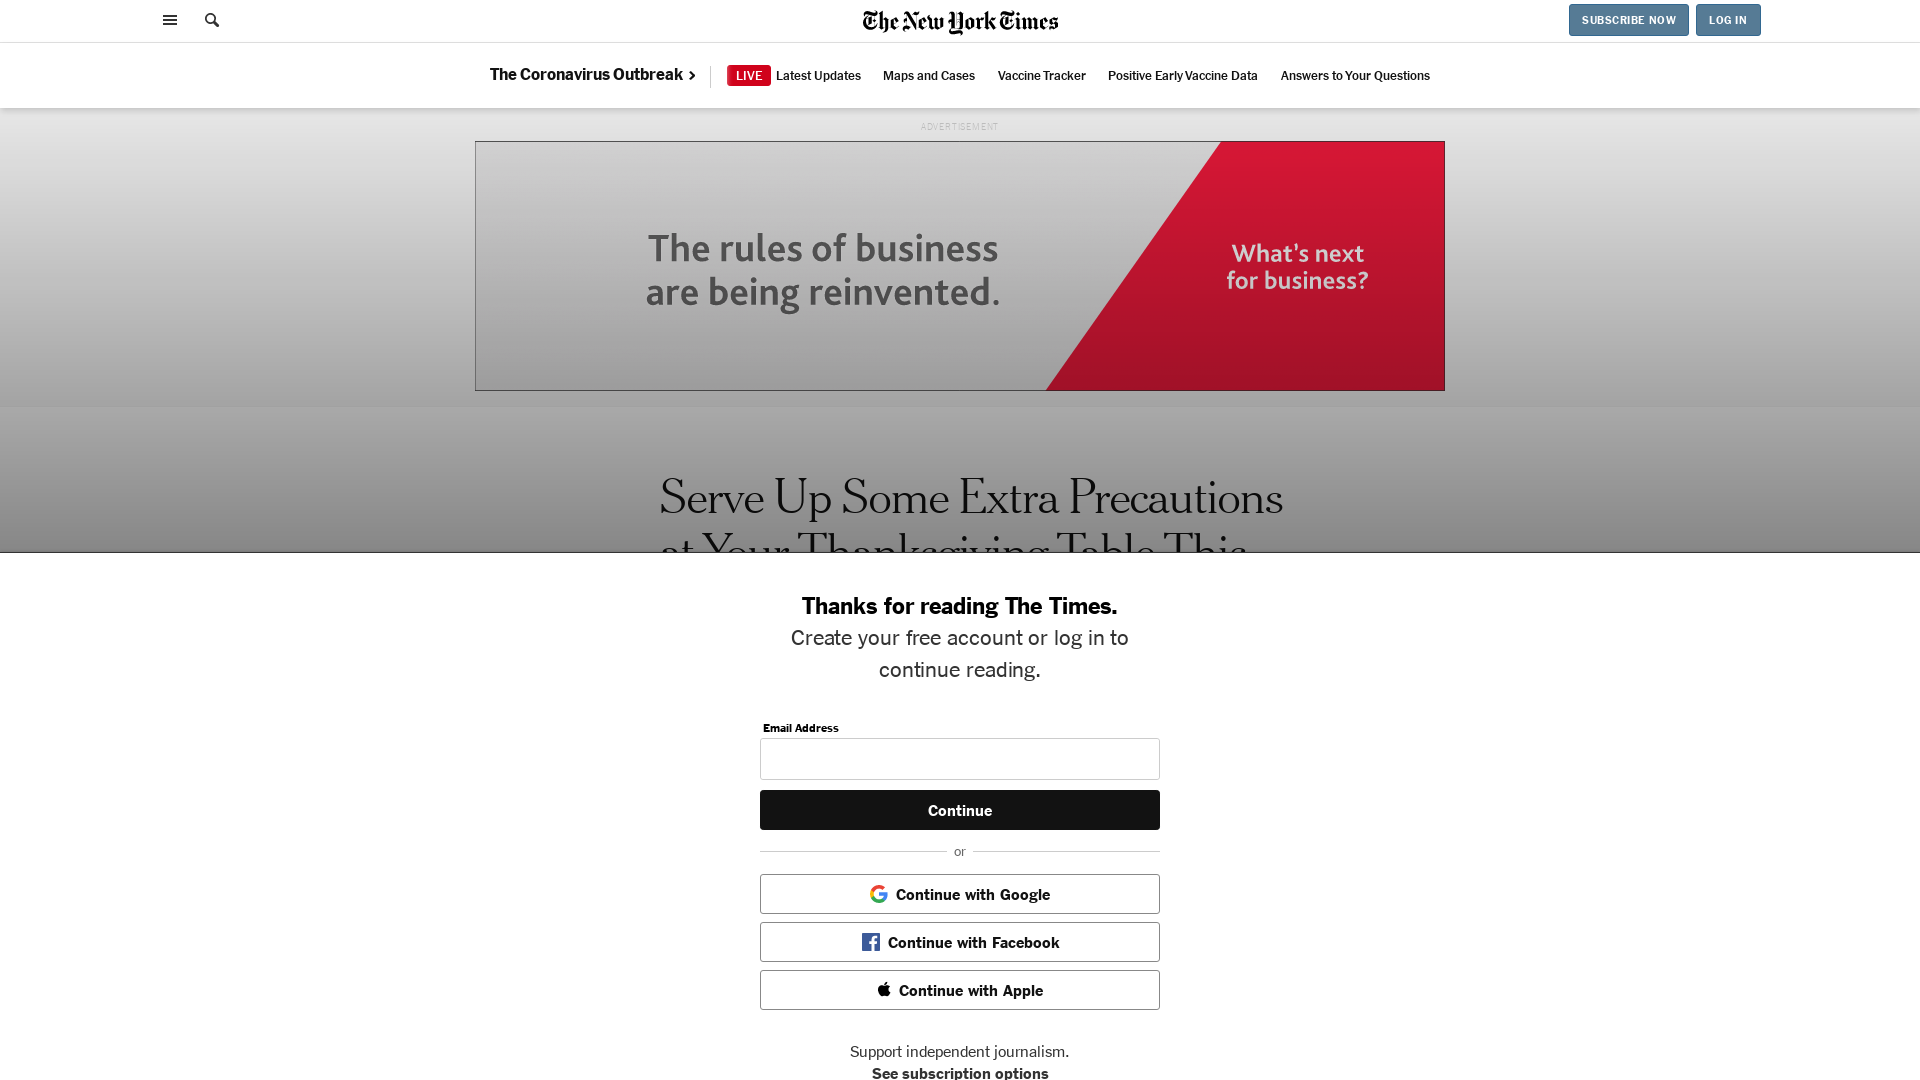 The New York Times
SUBSCRIBE NOW
LOG IN
The Coronavirus Outbreak
LIVE Latest Updates
Maps and Cases
Vaccine Tracker
Positive Early Vaccine Data
Answers to Your Questions
ADVERTISEMENT
The rules of business
are being reinvented.
What's next
for business?
Serve Up Some Extra Precautions
at Your Thanksgiving Table This
Thanks for reading The Times.
Create your free account or log in to
continue reading.
Email Address
Continue
or
Continue with Google
Continue with Facebook
Continue with Apple
Support independent journalism.
See subscription options